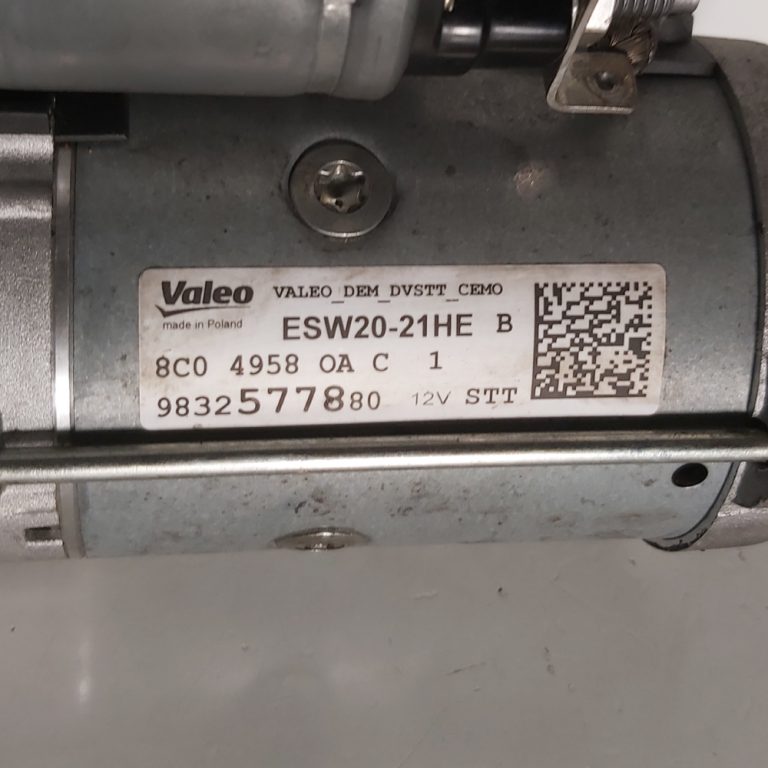 Valeo VALEO_DEM_DVSTT_CEMO
made in Poland ESW20-21HE B
8C0 4958 OA C 1
9832577880 12V STT